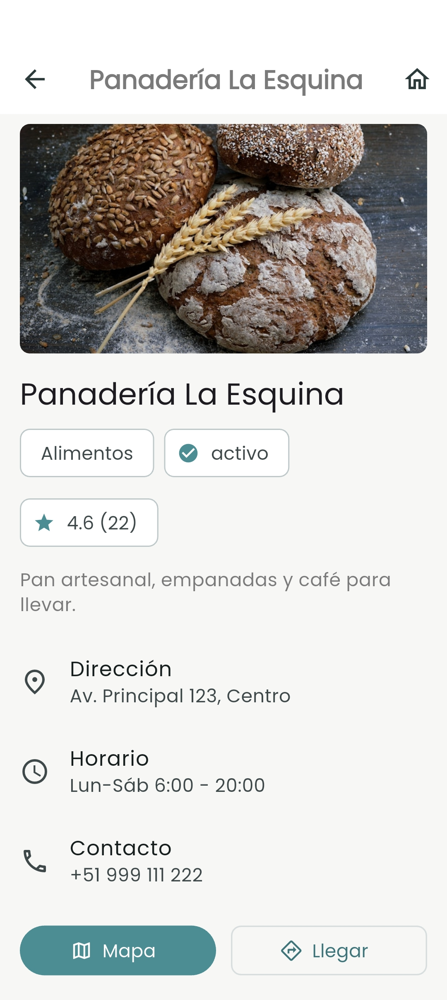 Panadería La Esquina
Panadería La Esquina
Alimentos
activo
4.6 (22)
Pan artesanal, empanadas y café para
llevar.
Dirección
Av. Principal 123, Centro
Horario
Lun-Sáb 6:00 - 20:00
Contacto
+51 999 111 222
Mapa
Llegar